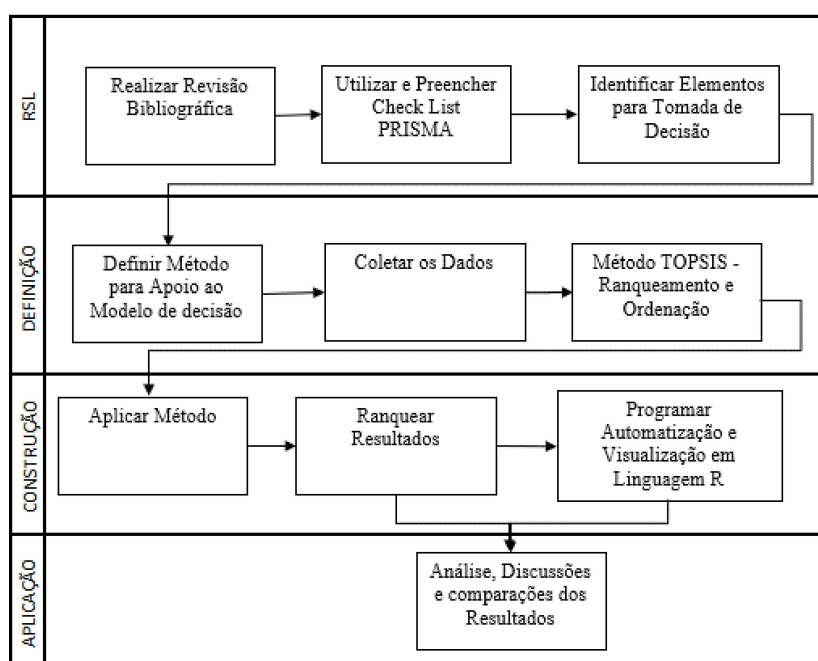 RSL
Realizar Revisão
Bibliográfica
Utilizar e Preencher
Check List
PRISMA
Identificar Elementos
para Tomada de
Decisão
DEFINIÇÃO
Definir Método
para Apoio ao
Modelo de decisão
Coletar os Dados
Método TOPSIS -
Ranqueamento e
Ordenação
CONSTRUÇÃO
Aplicar Método
Ranquear
Resultados
Programar
Automatização e
Visualização em
Linguagem R
APLICAÇÃO
Análise, Discussões
e comparações dos
Resultados